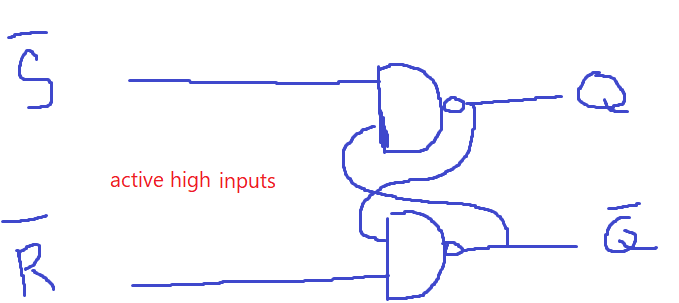 S̅
Q
active high inputs
R̅
Q̅